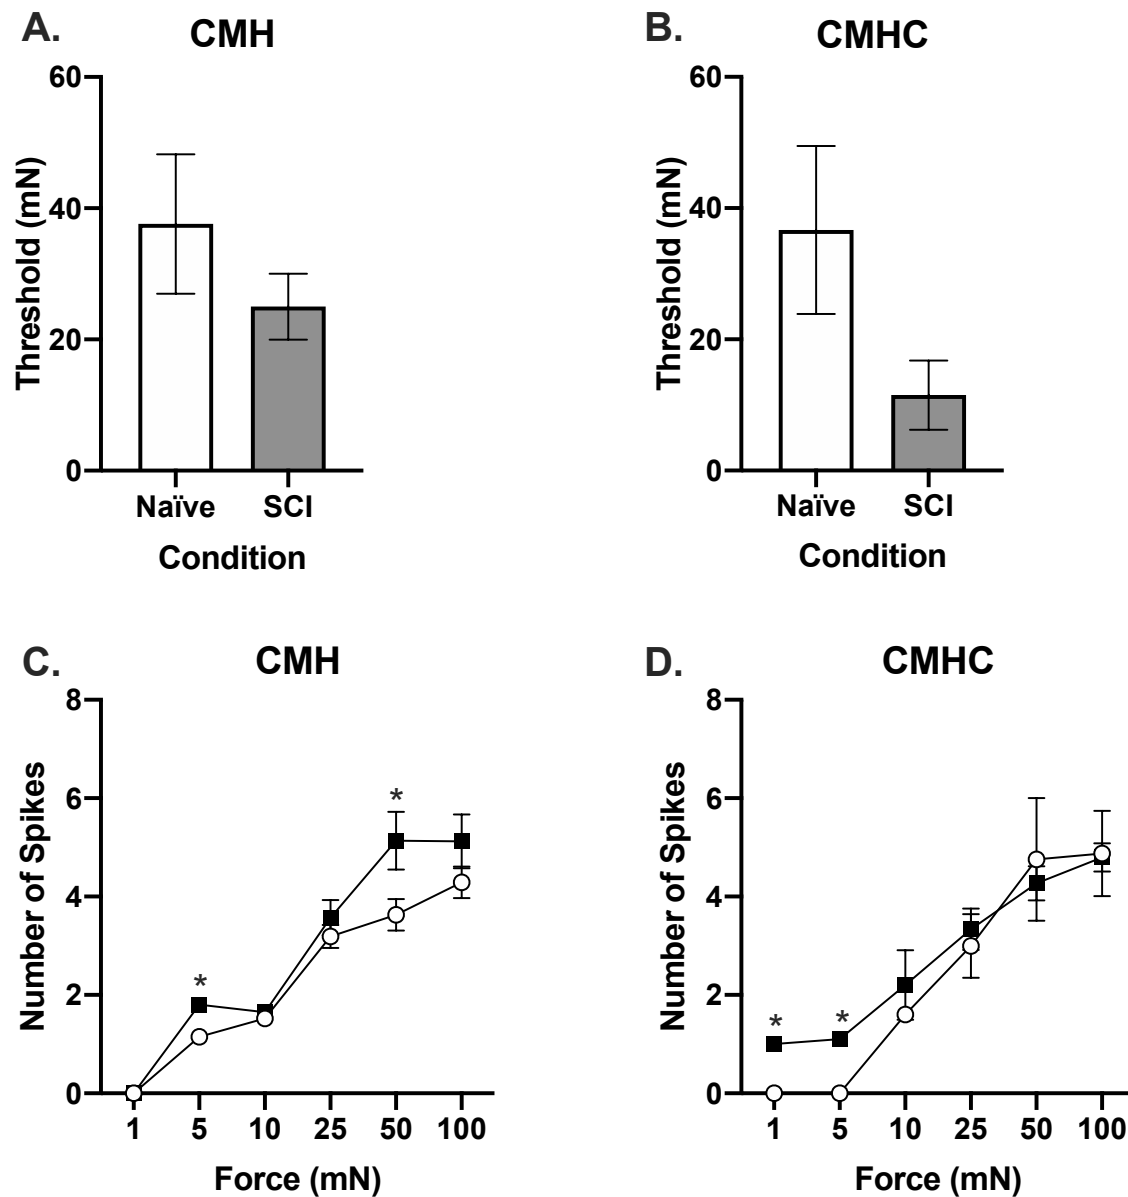 A.
CMH
60
40
20
0
Threshold (mN)
Naïve SCI
Condition
B.
CMHC
60
40
20
0
Threshold (mN)
Naïve SCI
Condition
C.
CMH
8
6
4
2
0
Number of Spikes
*
*
1 5 10 25 50 100
Force (mN)
D.
CMHC
8
6
4
2
0
Number of Spikes
*
*
1 5 10 25 50 100
Force (mN)